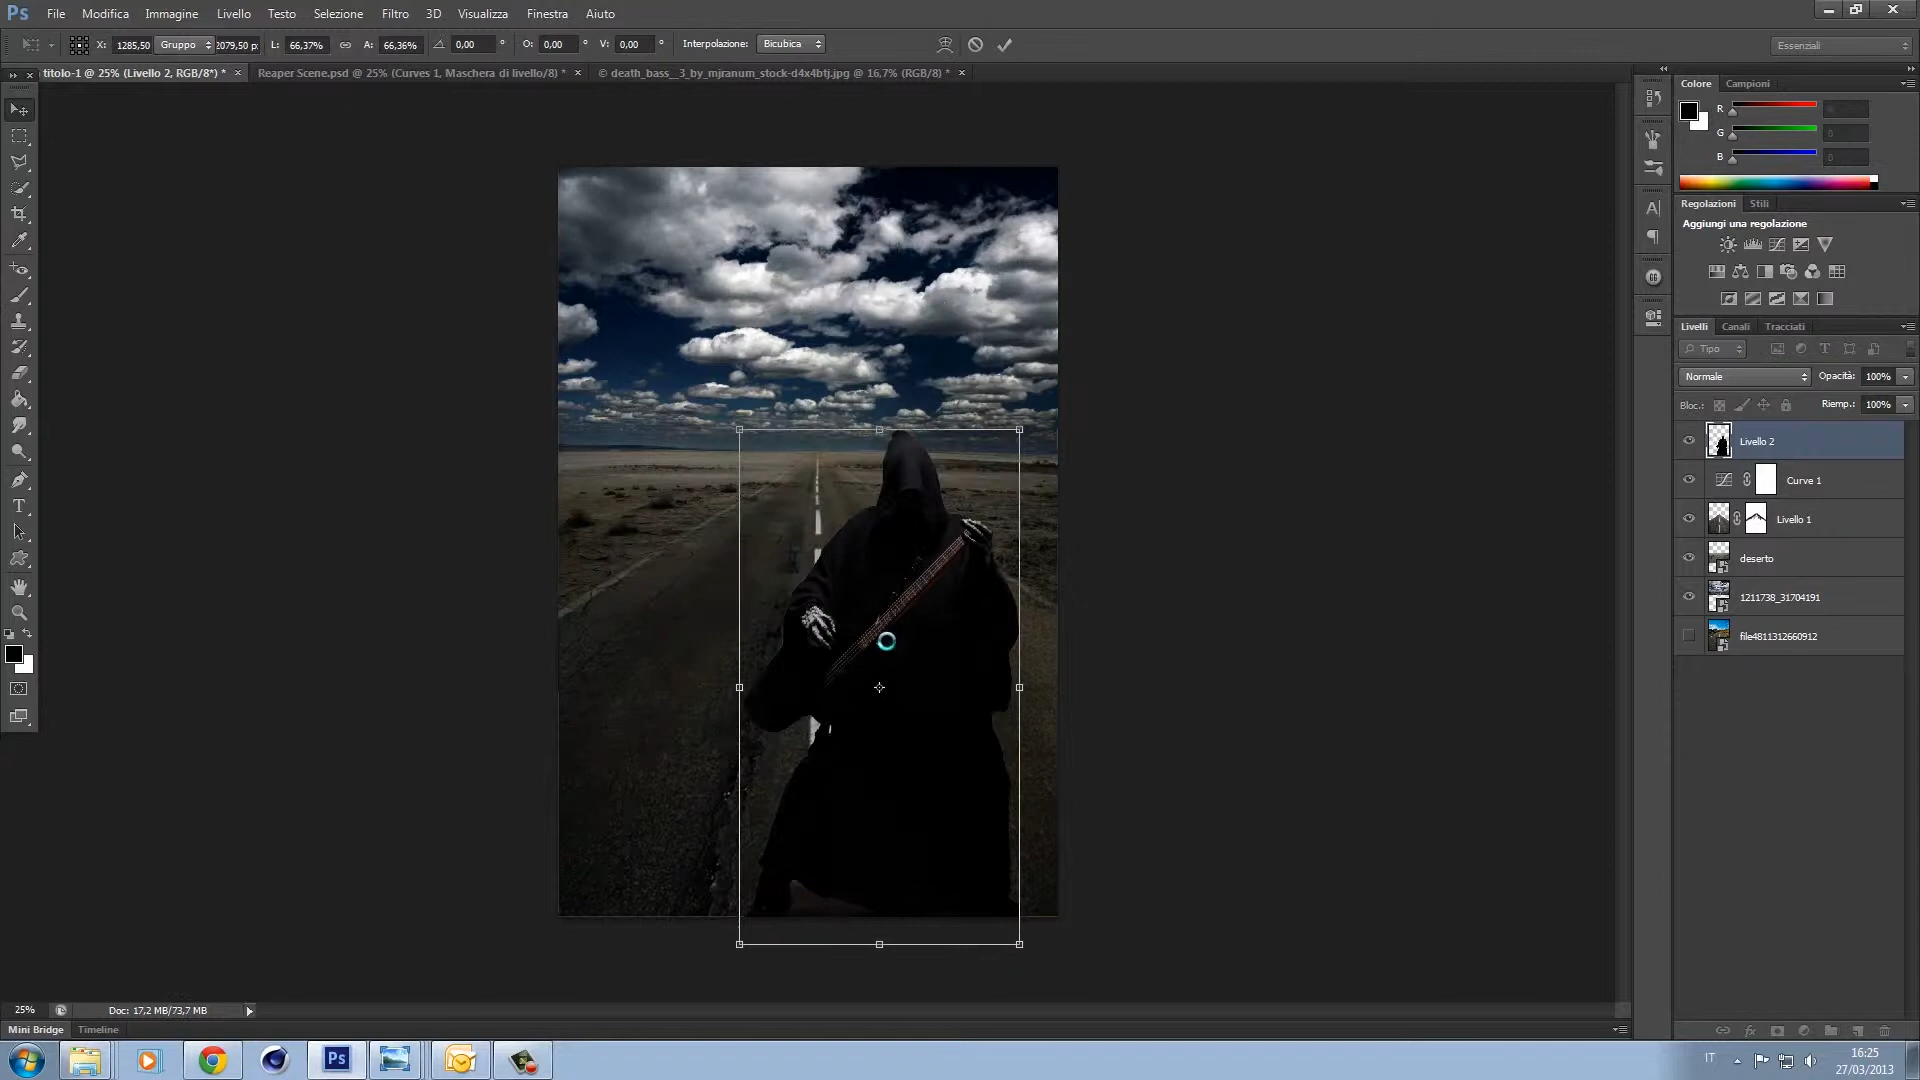 Ps File Modifica Immagine Livello Testo Selezione Filtro 3D Visualizza Finestra Aiuto
X: 1285,50 Gruppo 2079,50 p: L: 66,37% A: 66,36% 0,00 ° O: 0,00 ° V: 0,00 ° Interpolazione: Bicubica Essenziali
titolo-1 @ 25% (Livello 2, RGB/8*) * × Reaper Scene.psd @ 25% (Curves 1, Maschera di livello/8) * × © death_bass__3_by_mjranum_stock-d4x4btj.jpg @ 16,7% (RGB/8) * ×
Colore Campioni
R
G 0
B 0
Regolazioni Stili
Aggiungi una regolazione
Livelli Canali Tracciati
Tipo
Normale Opacità: 100%
Bloc.: Riemp.: 100%
Livello 2
Curve 1
Livello 1
deserto
1211738_31704191
file4811312660912
25% Doc: 17,2 MB/73,7 MB
Mini Bridge Timeline
Ps IT 16:25
27/03/2013